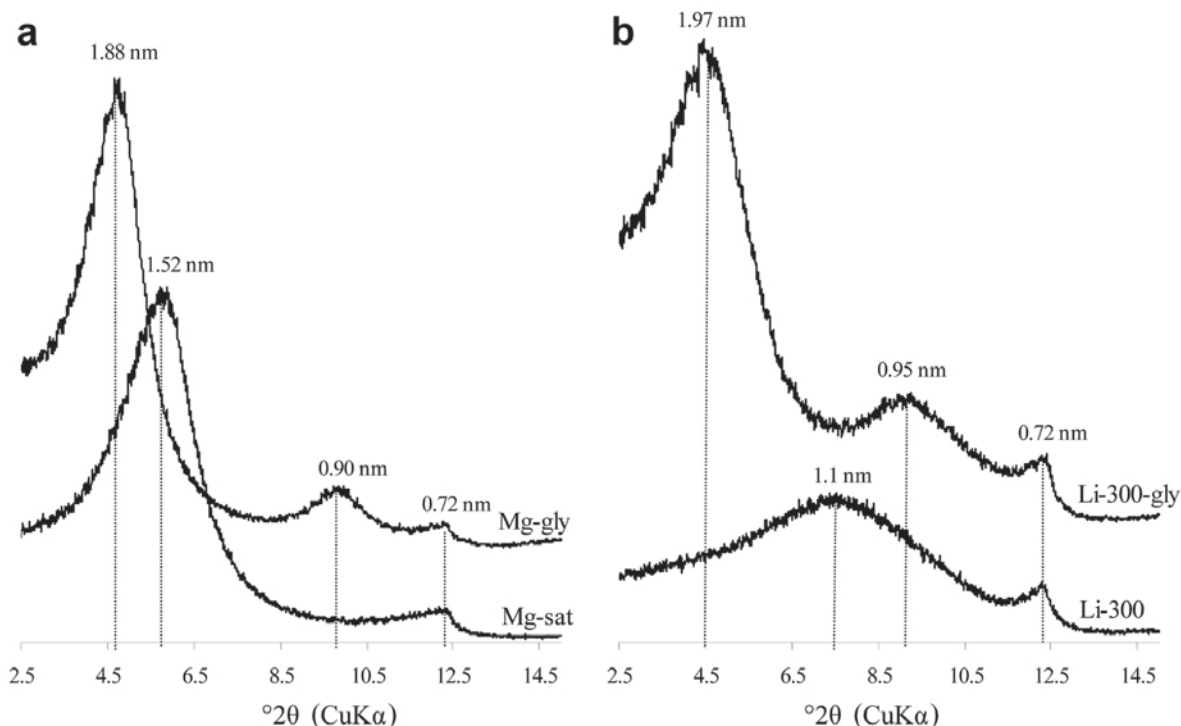 a
1.88 nm
1.52 nm
0.90 nm
0.72 nm
Mg-gly
Mg-sat
2.5 4.5 6.5 8.5 10.5 12.5 14.5
°2θ (CuKα)
b
1.97 nm
0.95 nm
0.72 nm
1.1 nm
Li-300-gly
Li-300
2.5 4.5 6.5 8.5 10.5 12.5 14.5
°2θ (CuKα)